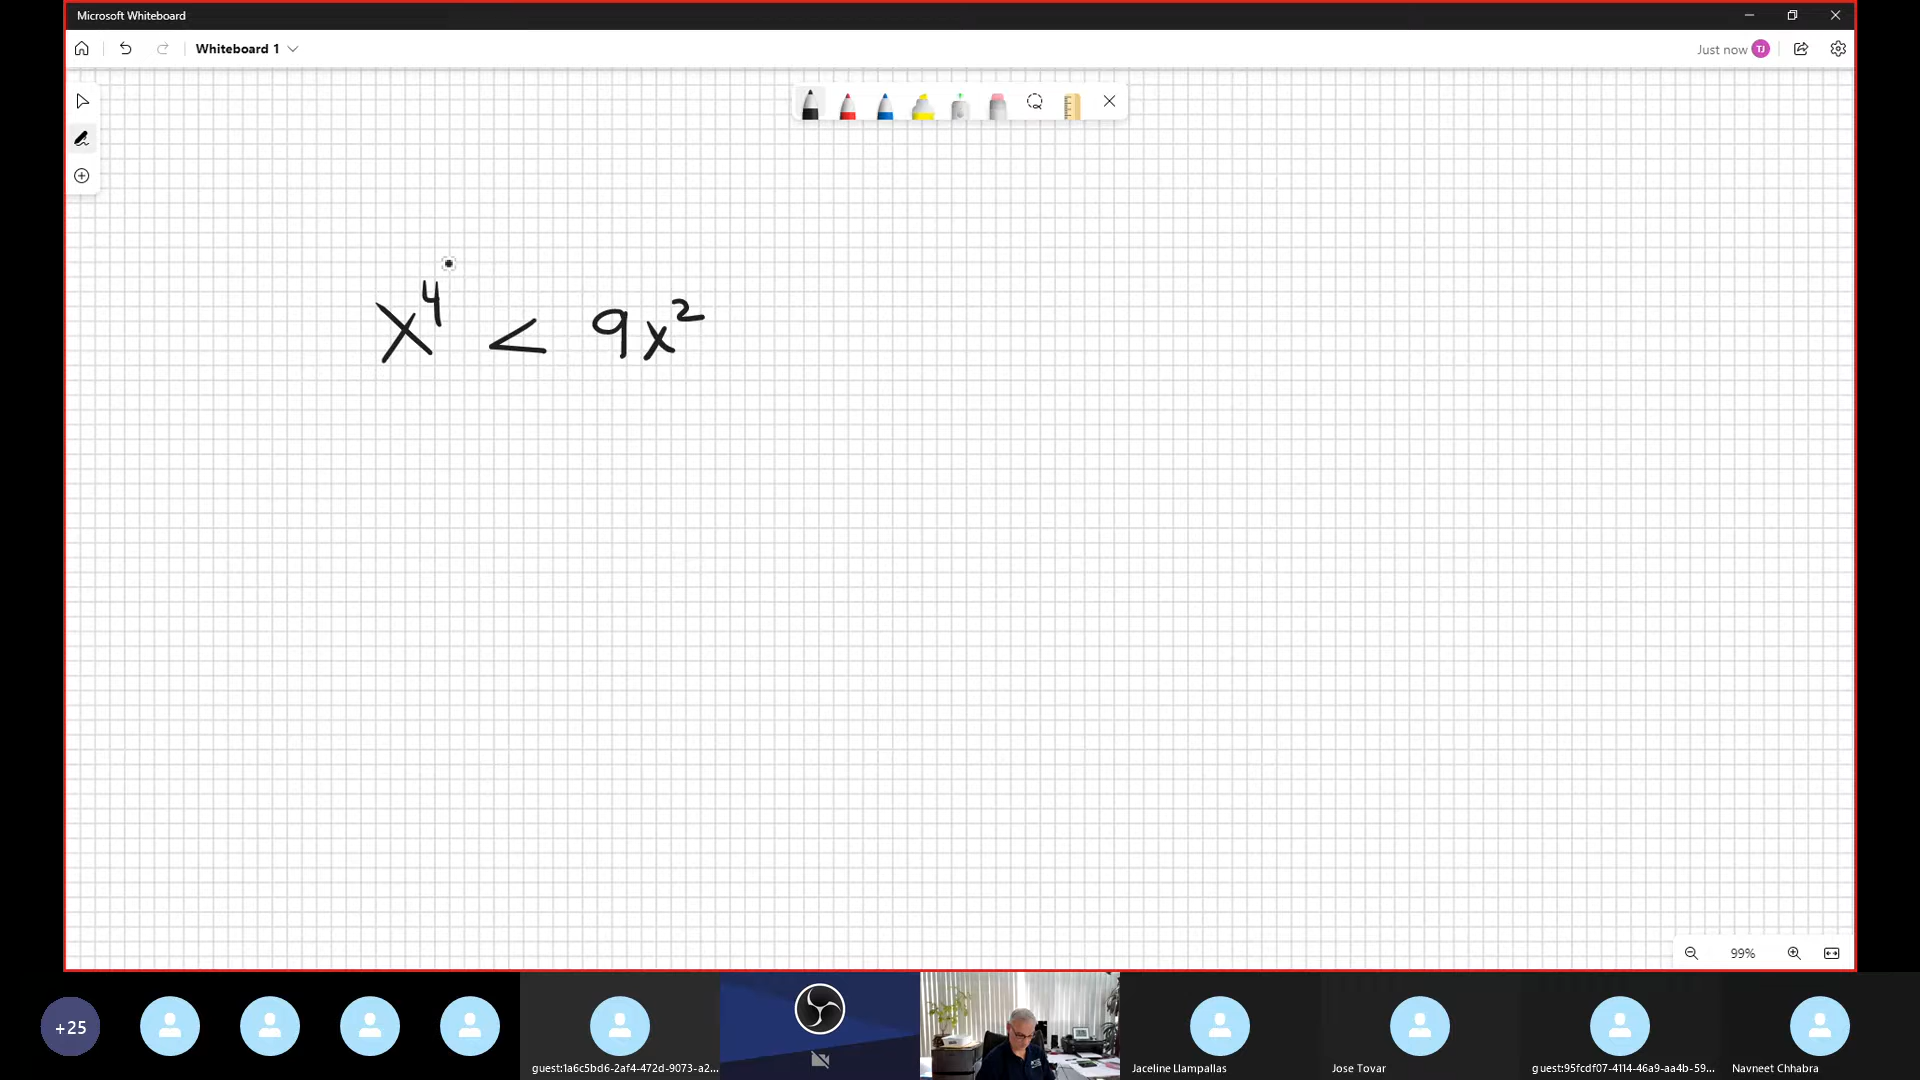 Microsoft Whiteboard
Whiteboard 1
Just now TJ
x⁴ < 9x²
99%
+25
guest:1a6c5bd6-2af4-472d-9073-a2...
Jaceline Llampallas
Jose Tovar
guest:95fcdf07-4114-46a9-aa4b-59...
Navneet Chhabra